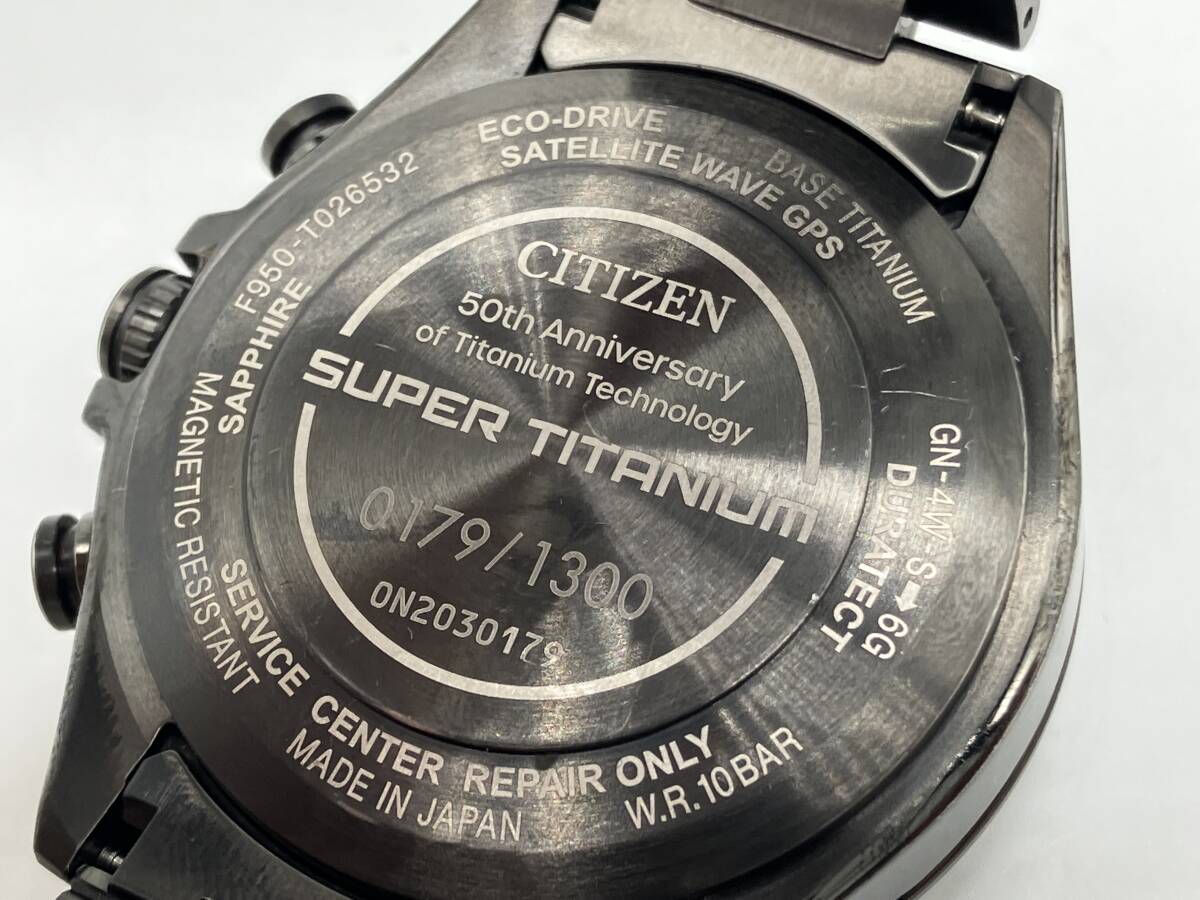 CITIZEN
50th Anniversary
of Titanium Technology
SUPER TITANIUM
0179/1300
0N2030179
ECO-DRIVE
SATELLITE WAVE GPS
BASE TITANIUM
GN-4W-S➔6G
DURATECT
W.R.10BAR
SERVICE CENTER REPAIR ONLY
MADE IN JAPAN
MAGNETIC RESISTANT
SAPPHIRE
F950-T026532